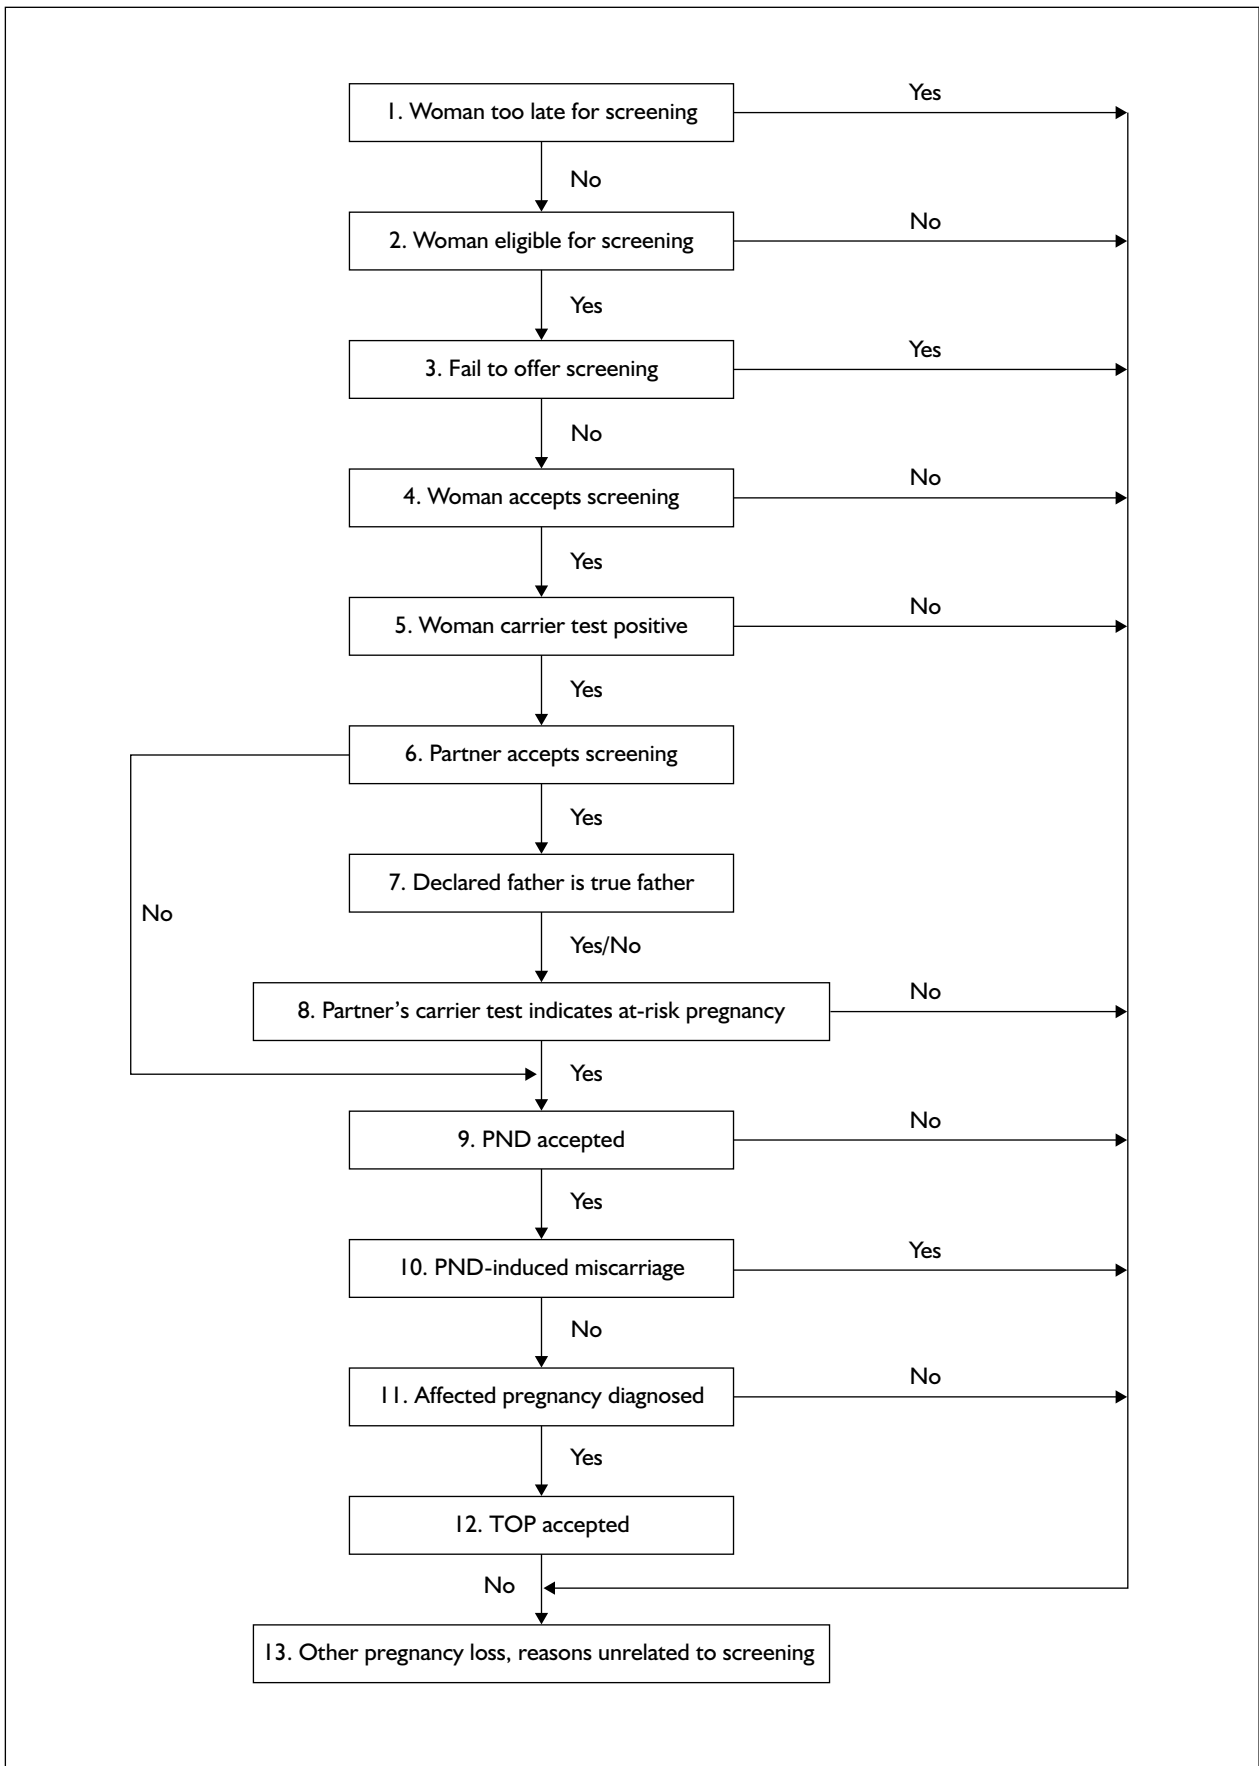 Yes
1. Woman too late for screening
No
No
2. Woman eligible for screening
Yes
Yes
3. Fail to offer screening
No
No
4. Woman accepts screening
Yes
No
5. Woman carrier test positive
Yes
6. Partner accepts screening
Yes
7. Declared father is true father
No
Yes/No
No
8. Partner’s carrier test indicates at-risk pregnancy
Yes
No
9. PND accepted
Yes
Yes
10. PND-induced miscarriage
No
No
11. Affected pregnancy diagnosed
Yes
12. TOP accepted
No
13. Other pregnancy loss, reasons unrelated to screening